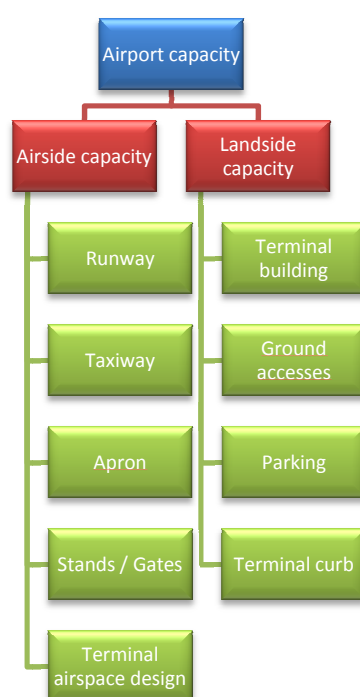 Airport capacity
Airside capacity
Landside
capacity
Runway
Taxiway
Apron
Stands / Gates
Terminal
airspace design
Terminal
building
Ground
accesses
Parking
Terminal curb